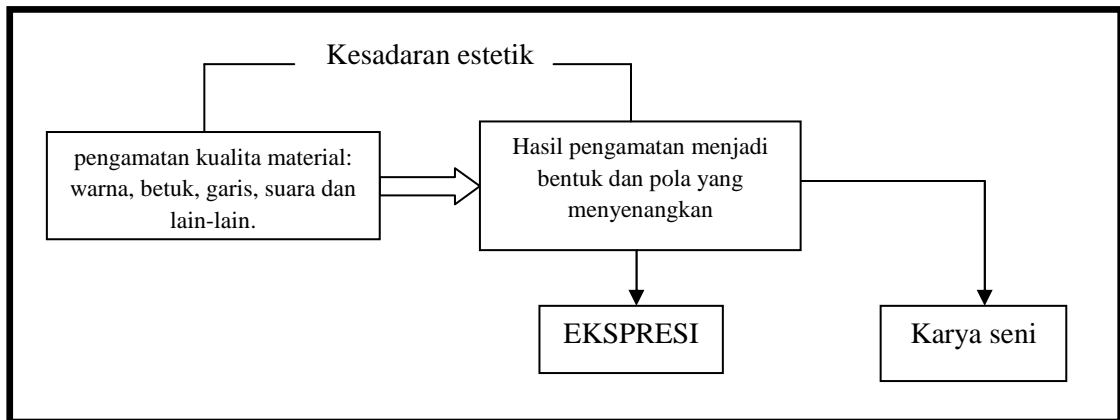 Kesadaran estetik
pengamatan kualita material:
warna, betuk, garis, suara dan
lain-lain.
Hasil pengamatan menjadi
bentuk dan pola yang
menyenangkan
EKSPRESI
Karya seni